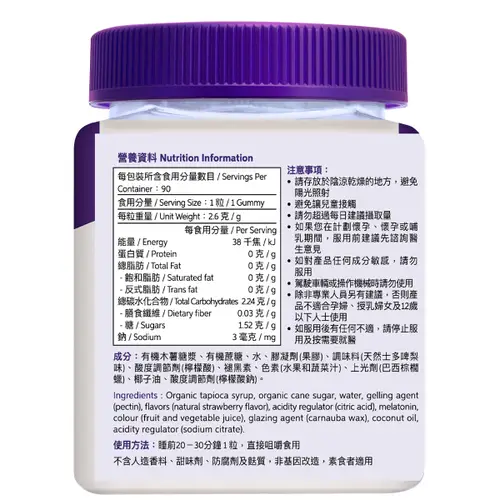 營養資料 Nutrition Information
每包裝所含食用分量數目 / Servings Per
Container：90
食用分量 / Serving Size：1 粒 / 1 Gummy
每粒重量 / Unit Weight：2.6 克 / g
每食用分量 / Per Serving
能量 / Energy 38 千焦 / kJ
蛋白質 / Protein 0 克 / g
總脂肪 / Total Fat 0 克 / g
- 飽和脂肪 / Saturated fat 0 克 / g
- 反式脂肪 / Trans fat 0 克 / g
總碳水化合物 / Total Carbohydrates 2.24 克 / g
- 膳食纖維 / Dietary fiber 0.03 克 / g
- 糖 / Sugars 1.52 克 / g
鈉 / Sodium 3 毫克 / mg
注意事項：
• 請存放於陰涼乾燥的地方，避免
陽光照射
• 避免讓兒童接觸
• 請勿超過每日建議攝取量
• 如果您在計劃懷孕、懷孕或哺
乳期間，服用前建議先諮詢醫
生意見
• 如對產品任何成分敏感，請勿
服用
• 駕駛車輛或操作機械時請勿使用
• 除非專業人員另有建議，否則產
品不適合孕婦、授乳婦女及12歲
以下人士使用
• 如服用後有任何不適，請停止服
用及按需要就醫
成分：有機木薯糖漿、有機蔗糖、水、膠凝劑(果膠)、調味料(天然士多啤梨
味)、酸度調節劑(檸檬酸)、褪黑素、色素(水果和蔬菜汁)、上光劑(巴西棕櫚
蠟)、椰子油、酸度調節劑(檸檬酸鈉)。
Ingredients : Organic tapioca syrup, organic cane sugar, water, gelling agent
(pectin), flavors (natural strawberry flavor), acidity regulator (citric acid), melatonin,
colour (fruit and vegetable juice), glazing agent (carnauba wax), coconut oil,
acidity regulator (sodium citrate).
使用方法：睡前20－30分鐘1粒，直接咀嚼食用
不含人造香料、甜味劑、防腐劑及麩質，非基因改造，素食者適用